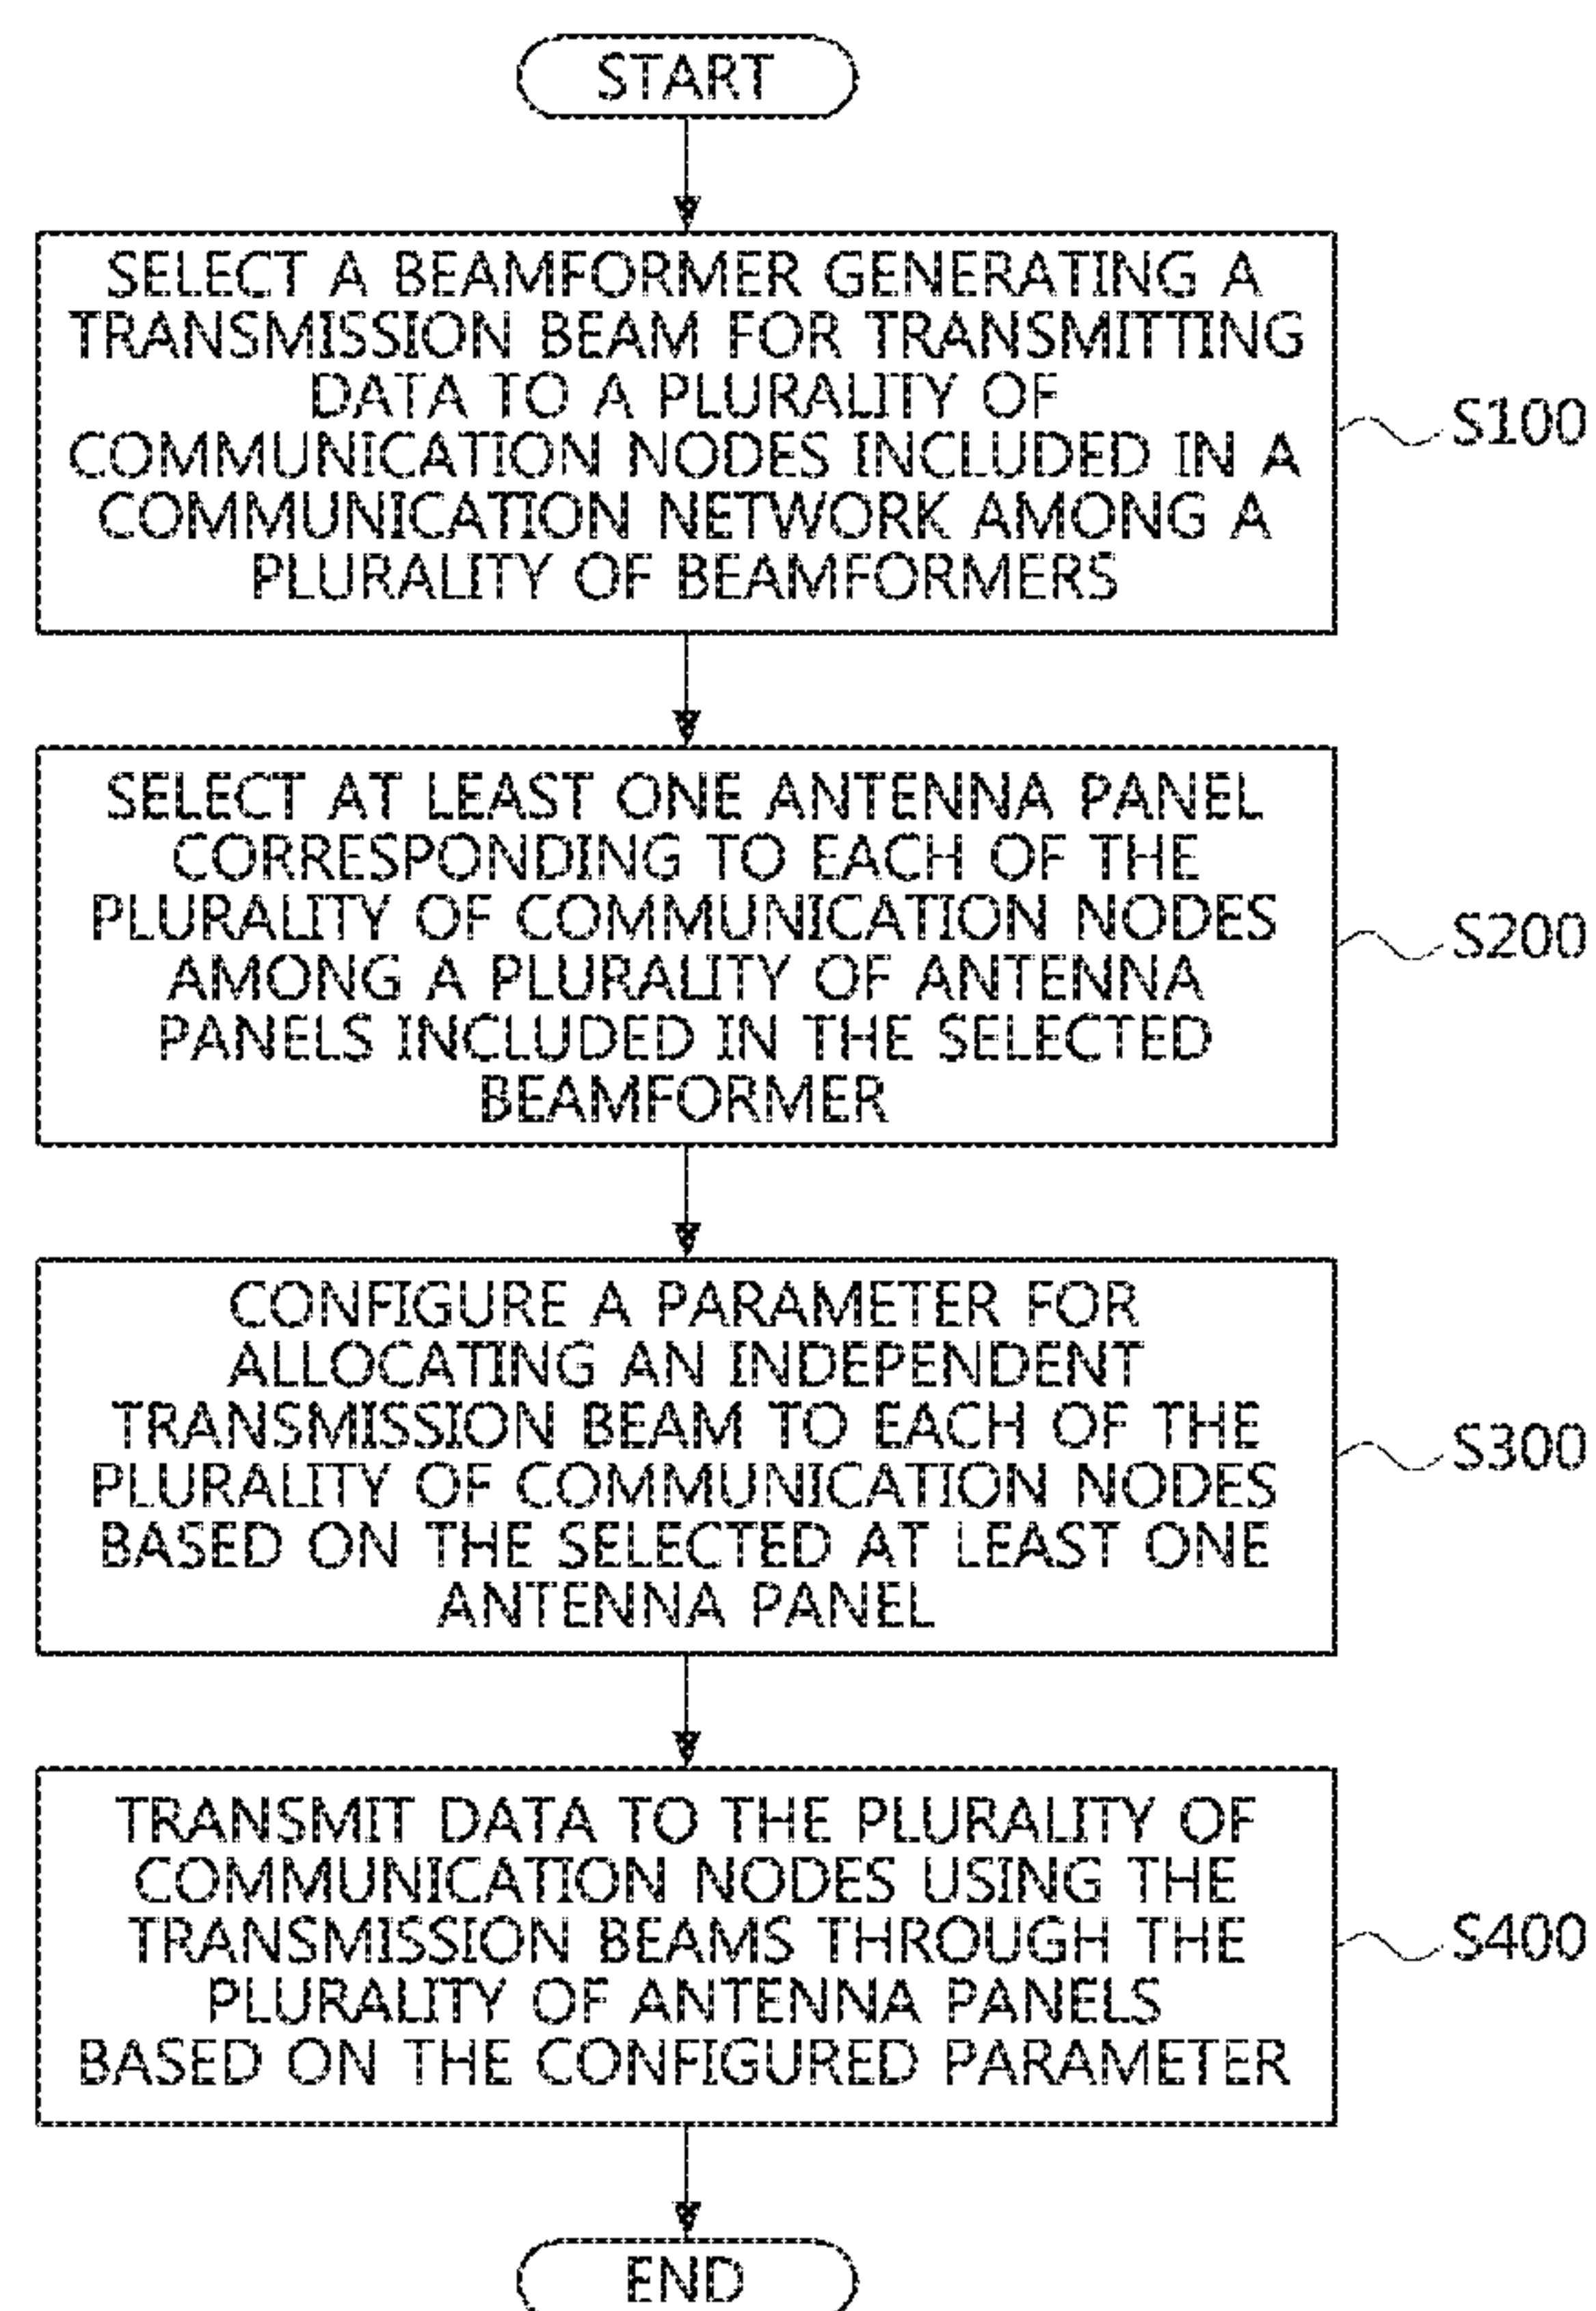 START
SELECT A BEAMFORMER GENERATING A
TRANSMISSION BEAM FOR TRANSMITTING
DATA TO A PLURALITY OF
COMMUNICATION NODES INCLUDED IN A
COMMUNICATION NETWORK AMONG A
PLURALITY OF BEAMFORMERS
S100
SELECT AT LEAST ONE ANTENNA PANEL
CORRESPONDING TO EACH OF THE
PLURALITY OF COMMUNICATION NODES
AMONG A PLURALITY OF ANTENNA
PANELS INCLUDED IN THE SELECTED
BEAMFORMER
S200
CONFIGURE A PARAMETER FOR
ALLOCATING AN INDEPENDENT
TRANSMISSION BEAM TO EACH OF THE
PLURALITY OF COMMUNICATION NODES
BASED ON THE SELECTED AT LEAST ONE
ANTENNA PANEL
S300
TRANSMIT DATA TO THE PLURALITY OF
COMMUNICATION NODES USING THE
TRANSMISSION BEAMS THROUGH THE
PLURALITY OF ANTENNA PANELS
BASED ON THE CONFIGURED PARAMETER
S400
END